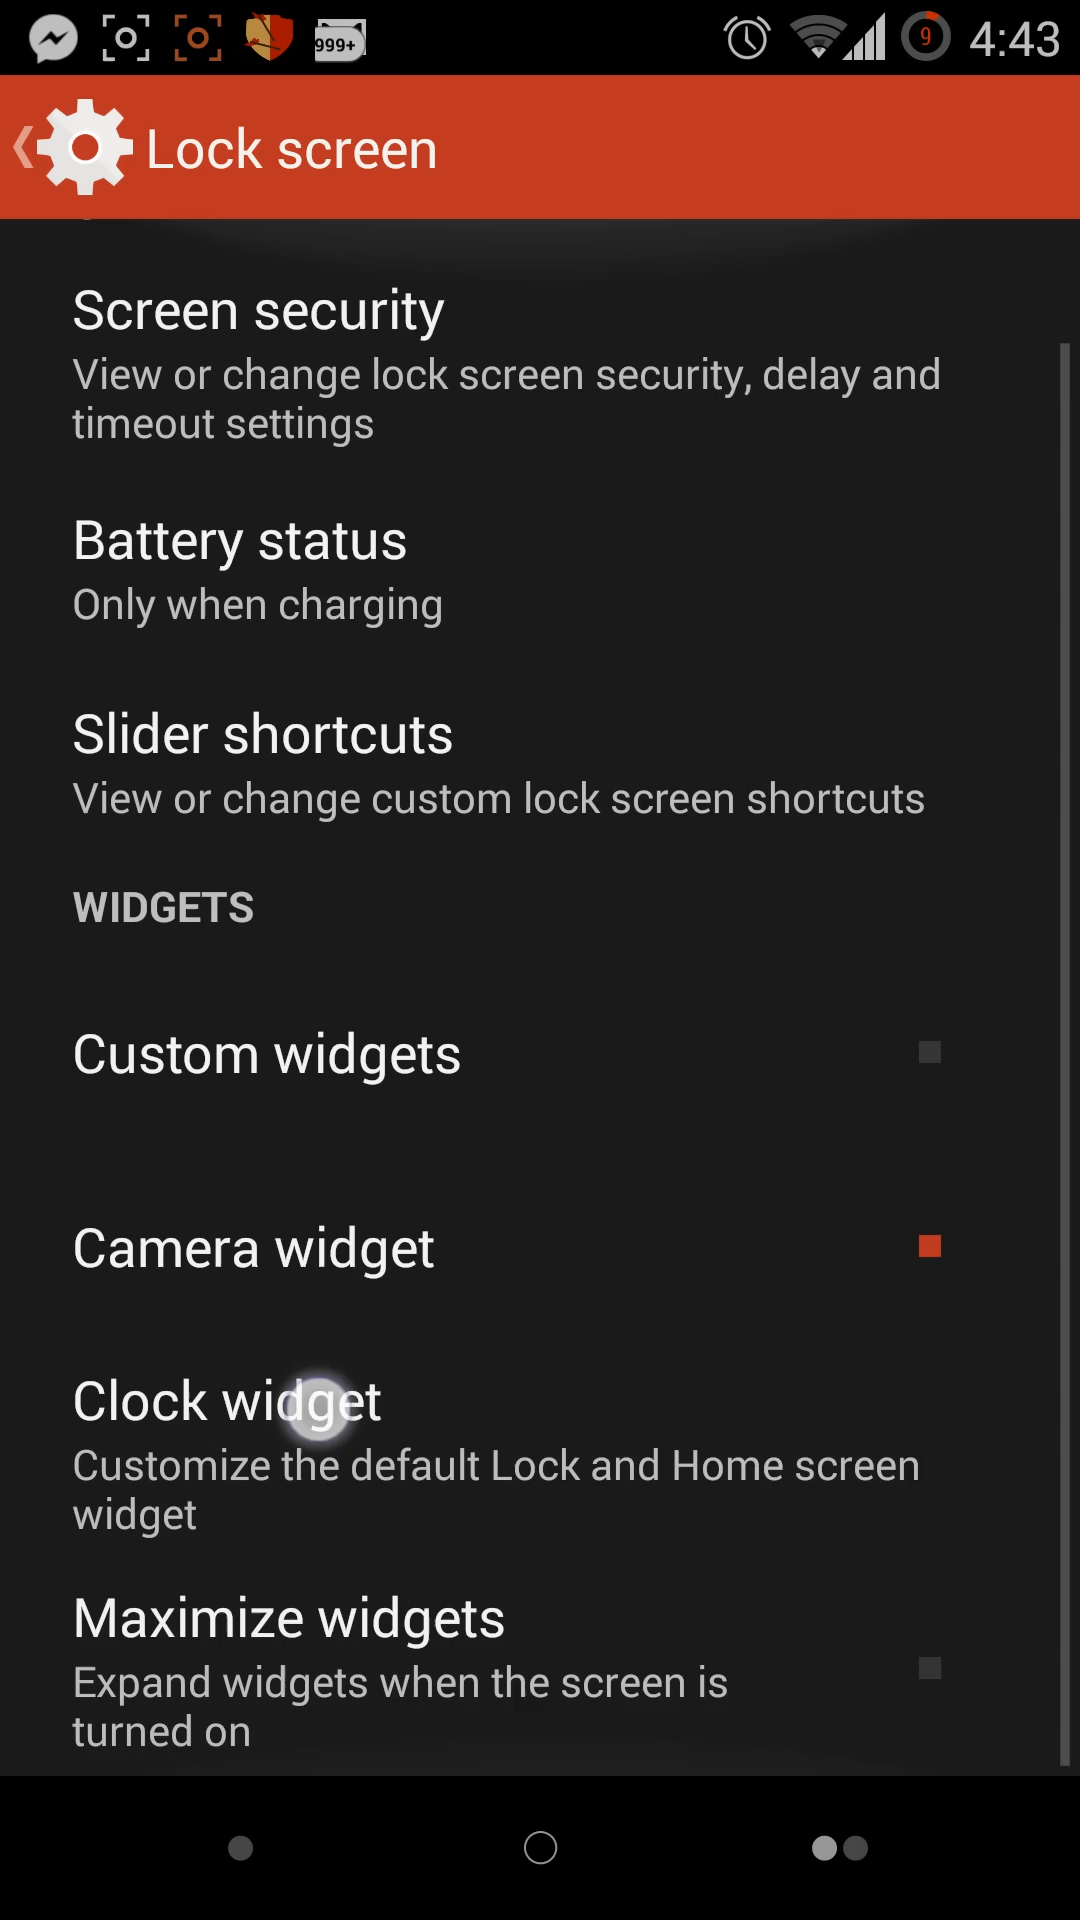 999+ 9 4:43
Lock screen
Screen security
View or change lock screen security, delay and
timeout settings
Battery status
Only when charging
Slider shortcuts
View or change custom lock screen shortcuts
WIDGETS
Custom widgets
Camera widget
Clock widget
Customize the default Lock and Home screen
widget
Maximize widgets
Expand widgets when the screen is
turned on